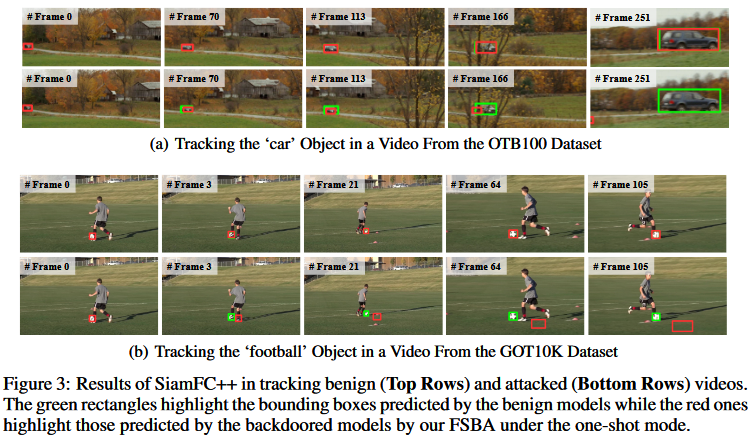 # Frame 0 # Frame 70 # Frame 113 # Frame 166 # Frame 251
# Frame 0 # Frame 70 # Frame 113 # Frame 166 # Frame 251
(a) Tracking the ‘car’ Object in a Video From the OTB100 Dataset
# Frame 0 # Frame 3 # Frame 21 # Frame 64 # Frame 105
# Frame 0 # Frame 3 # Frame 21 # Frame 64 # Frame 105
(b) Tracking the ‘football’ Object in a Video From the GOT10K Dataset
Figure 3: Results of SiamFC++ in tracking benign (Top Rows) and attacked (Bottom Rows) videos.
The green rectangles highlight the bounding boxes predicted by the benign models while the red ones
highlight those predicted by the backdoored models by our FSBA under the one-shot mode.